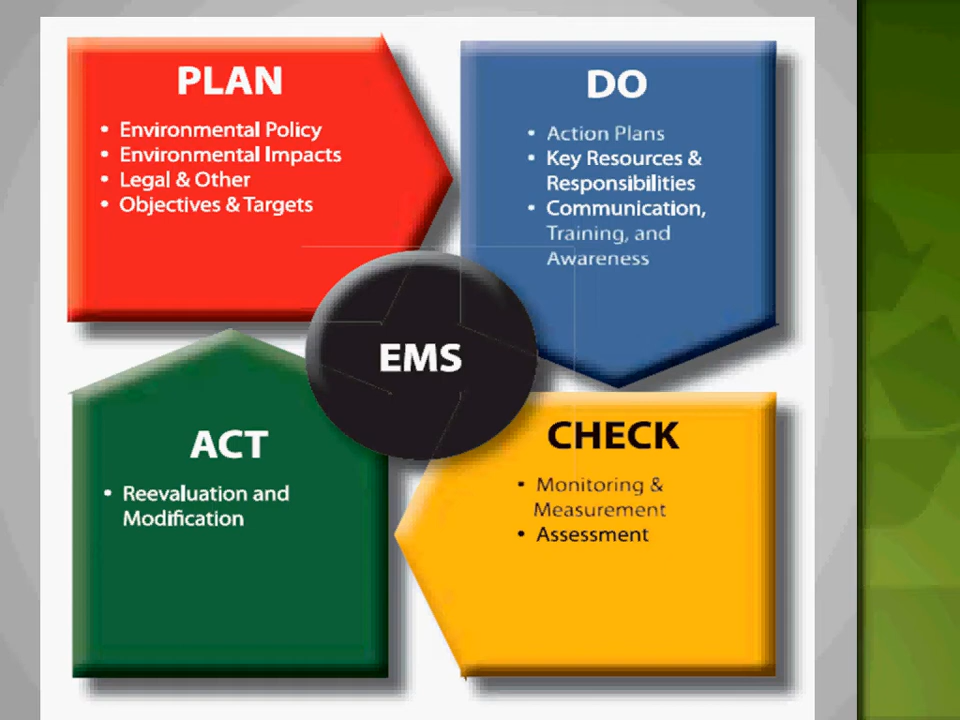 PLAN
• Environmental Policy
• Environmental Impacts
• Legal & Other
• Objectives & Targets
DO
• Action Plans
• Key Resources &
Responsibilities
• Communication,
Training, and
Awareness
EMS
ACT
• Reevaluation and
Modification
CHECK
• Monitoring &
Measurement
• Assessment